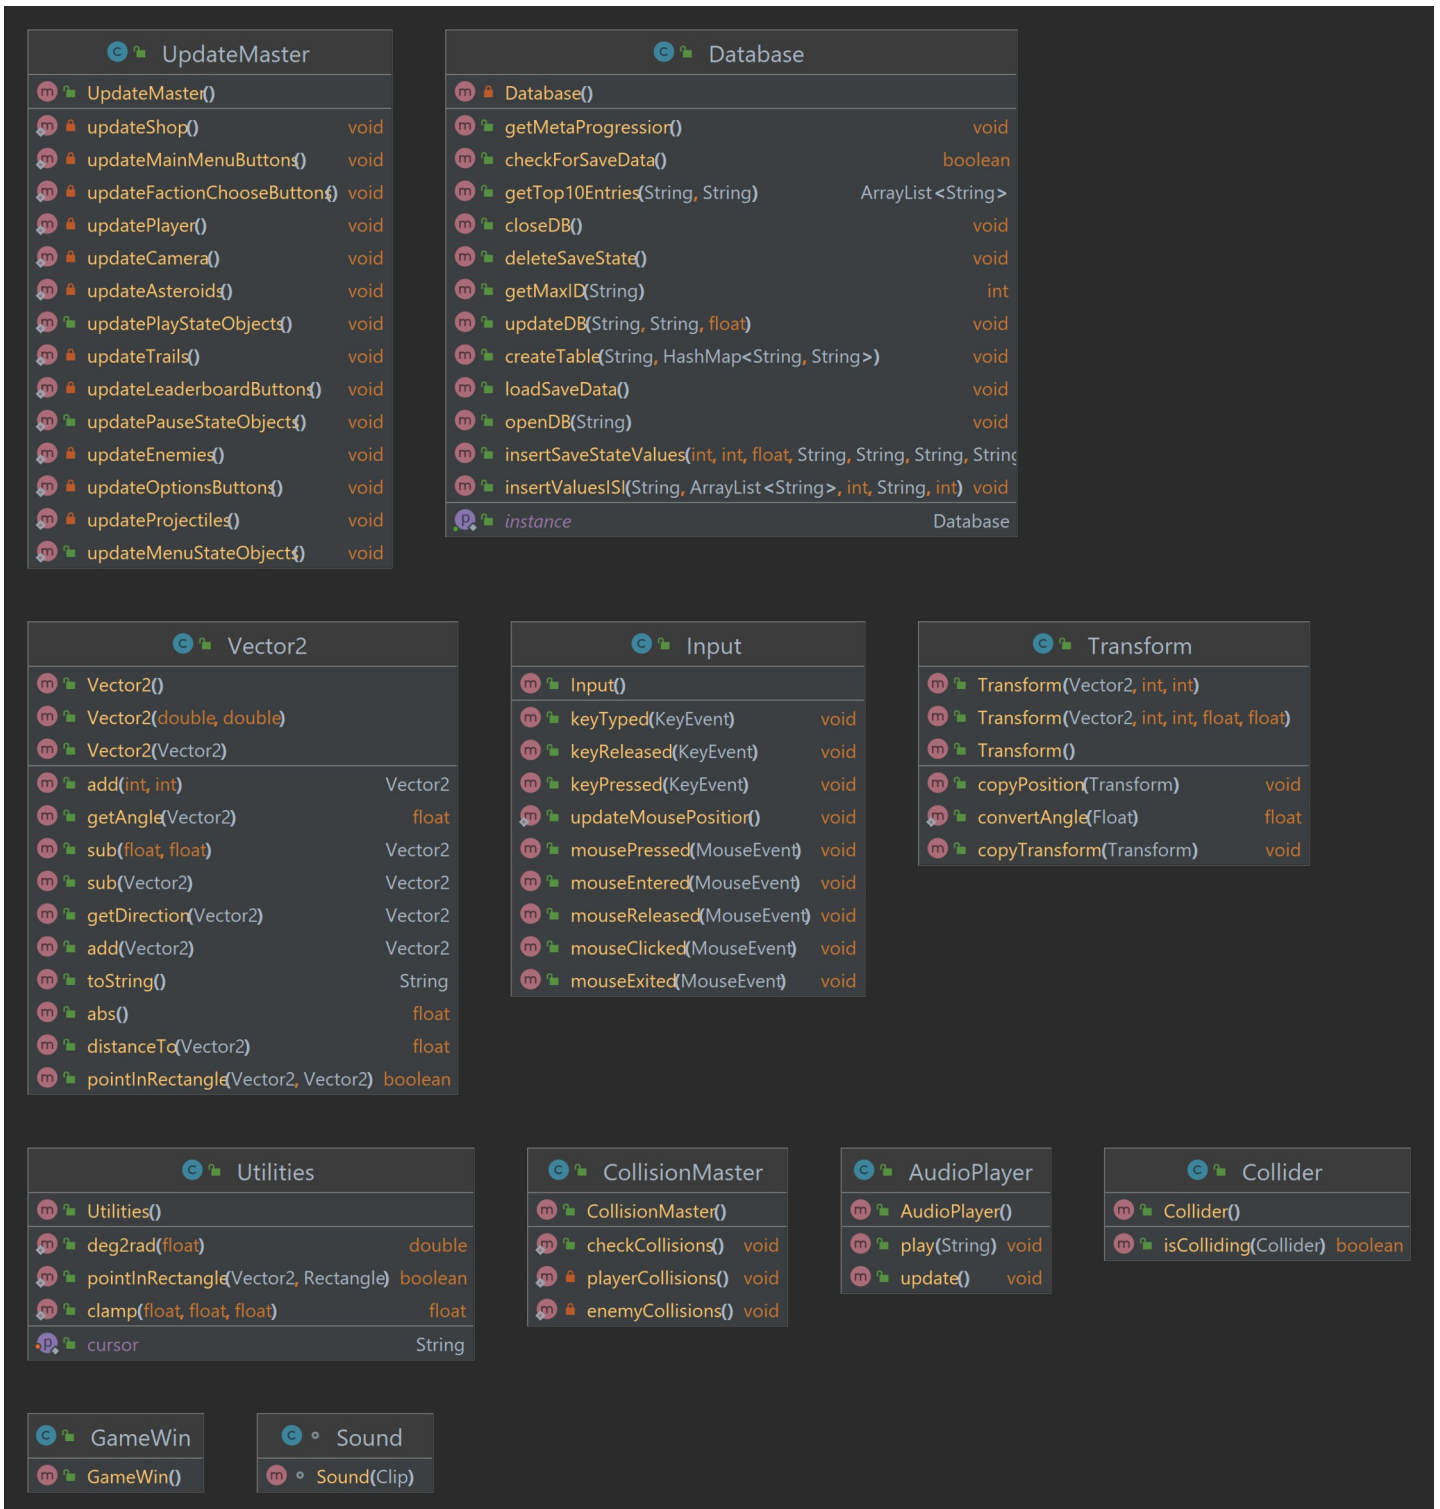 UpdateMaster
UpdateMaster()
updateShop() void
updateMainMenuButtons() void
updateFactionChooseButtons() void
updatePlayer() void
updateCamera() void
updateAsteroids() void
updatePlayStateObjects() void
updateTrails() void
updateLeaderboardButtons() void
updatePauseStateObjects() void
updateEnemies() void
updateOptionsButtons() void
updateProjectiles() void
updateMenuStateObjects() void
Database
Database()
getMetaProgression() void
checkForSaveData() boolean
getTop10Entries(String, String) ArrayList<String>
closeDB() void
deleteSaveState() void
getMaxID(String) int
updateDB(String, String, float) void
createTable(String, HashMap<String, String>) void
loadSaveData() void
openDB(String) void
insertSaveStateValues(int, int, float, String, String, String, String
insertValuesISI(String, ArrayList<String>, int, String, int) void
instance Database
Vector2
Vector2()
Vector2(double, double)
Vector2(Vector2)
add(int, int) Vector2
getAngle(Vector2) float
sub(float, float) Vector2
sub(Vector2) Vector2
getDirection(Vector2) Vector2
add(Vector2) Vector2
toString() String
abs() float
distanceTo(Vector2) float
pointInRectangle(Vector2, Vector2) boolean
Input
Input()
keyTyped(KeyEvent) void
keyReleased(KeyEvent) void
keyPressed(KeyEvent) void
updateMousePosition() void
mousePressed(MouseEvent) void
mouseEntered(MouseEvent) void
mouseReleased(MouseEvent) void
mouseClicked(MouseEvent) void
mouseExited(MouseEvent) void
Transform
Transform(Vector2, int, int)
Transform(Vector2, int, int, float, float)
Transform()
copyPosition(Transform) void
convertAngle(Float) float
copyTransform(Transform) void
Utilities
Utilities()
deg2rad(float) double
pointInRectangle(Vector2, Rectangle) boolean
clamp(float, float, float) float
cursor String
CollisionMaster
CollisionMaster()
checkCollisions() void
playerCollisions() void
enemyCollisions() void
AudioPlayer
AudioPlayer()
play(String) void
update() void
Collider
Collider()
isColliding(Collider) boolean
GameWin
GameWin()
Sound
Sound(Clip)